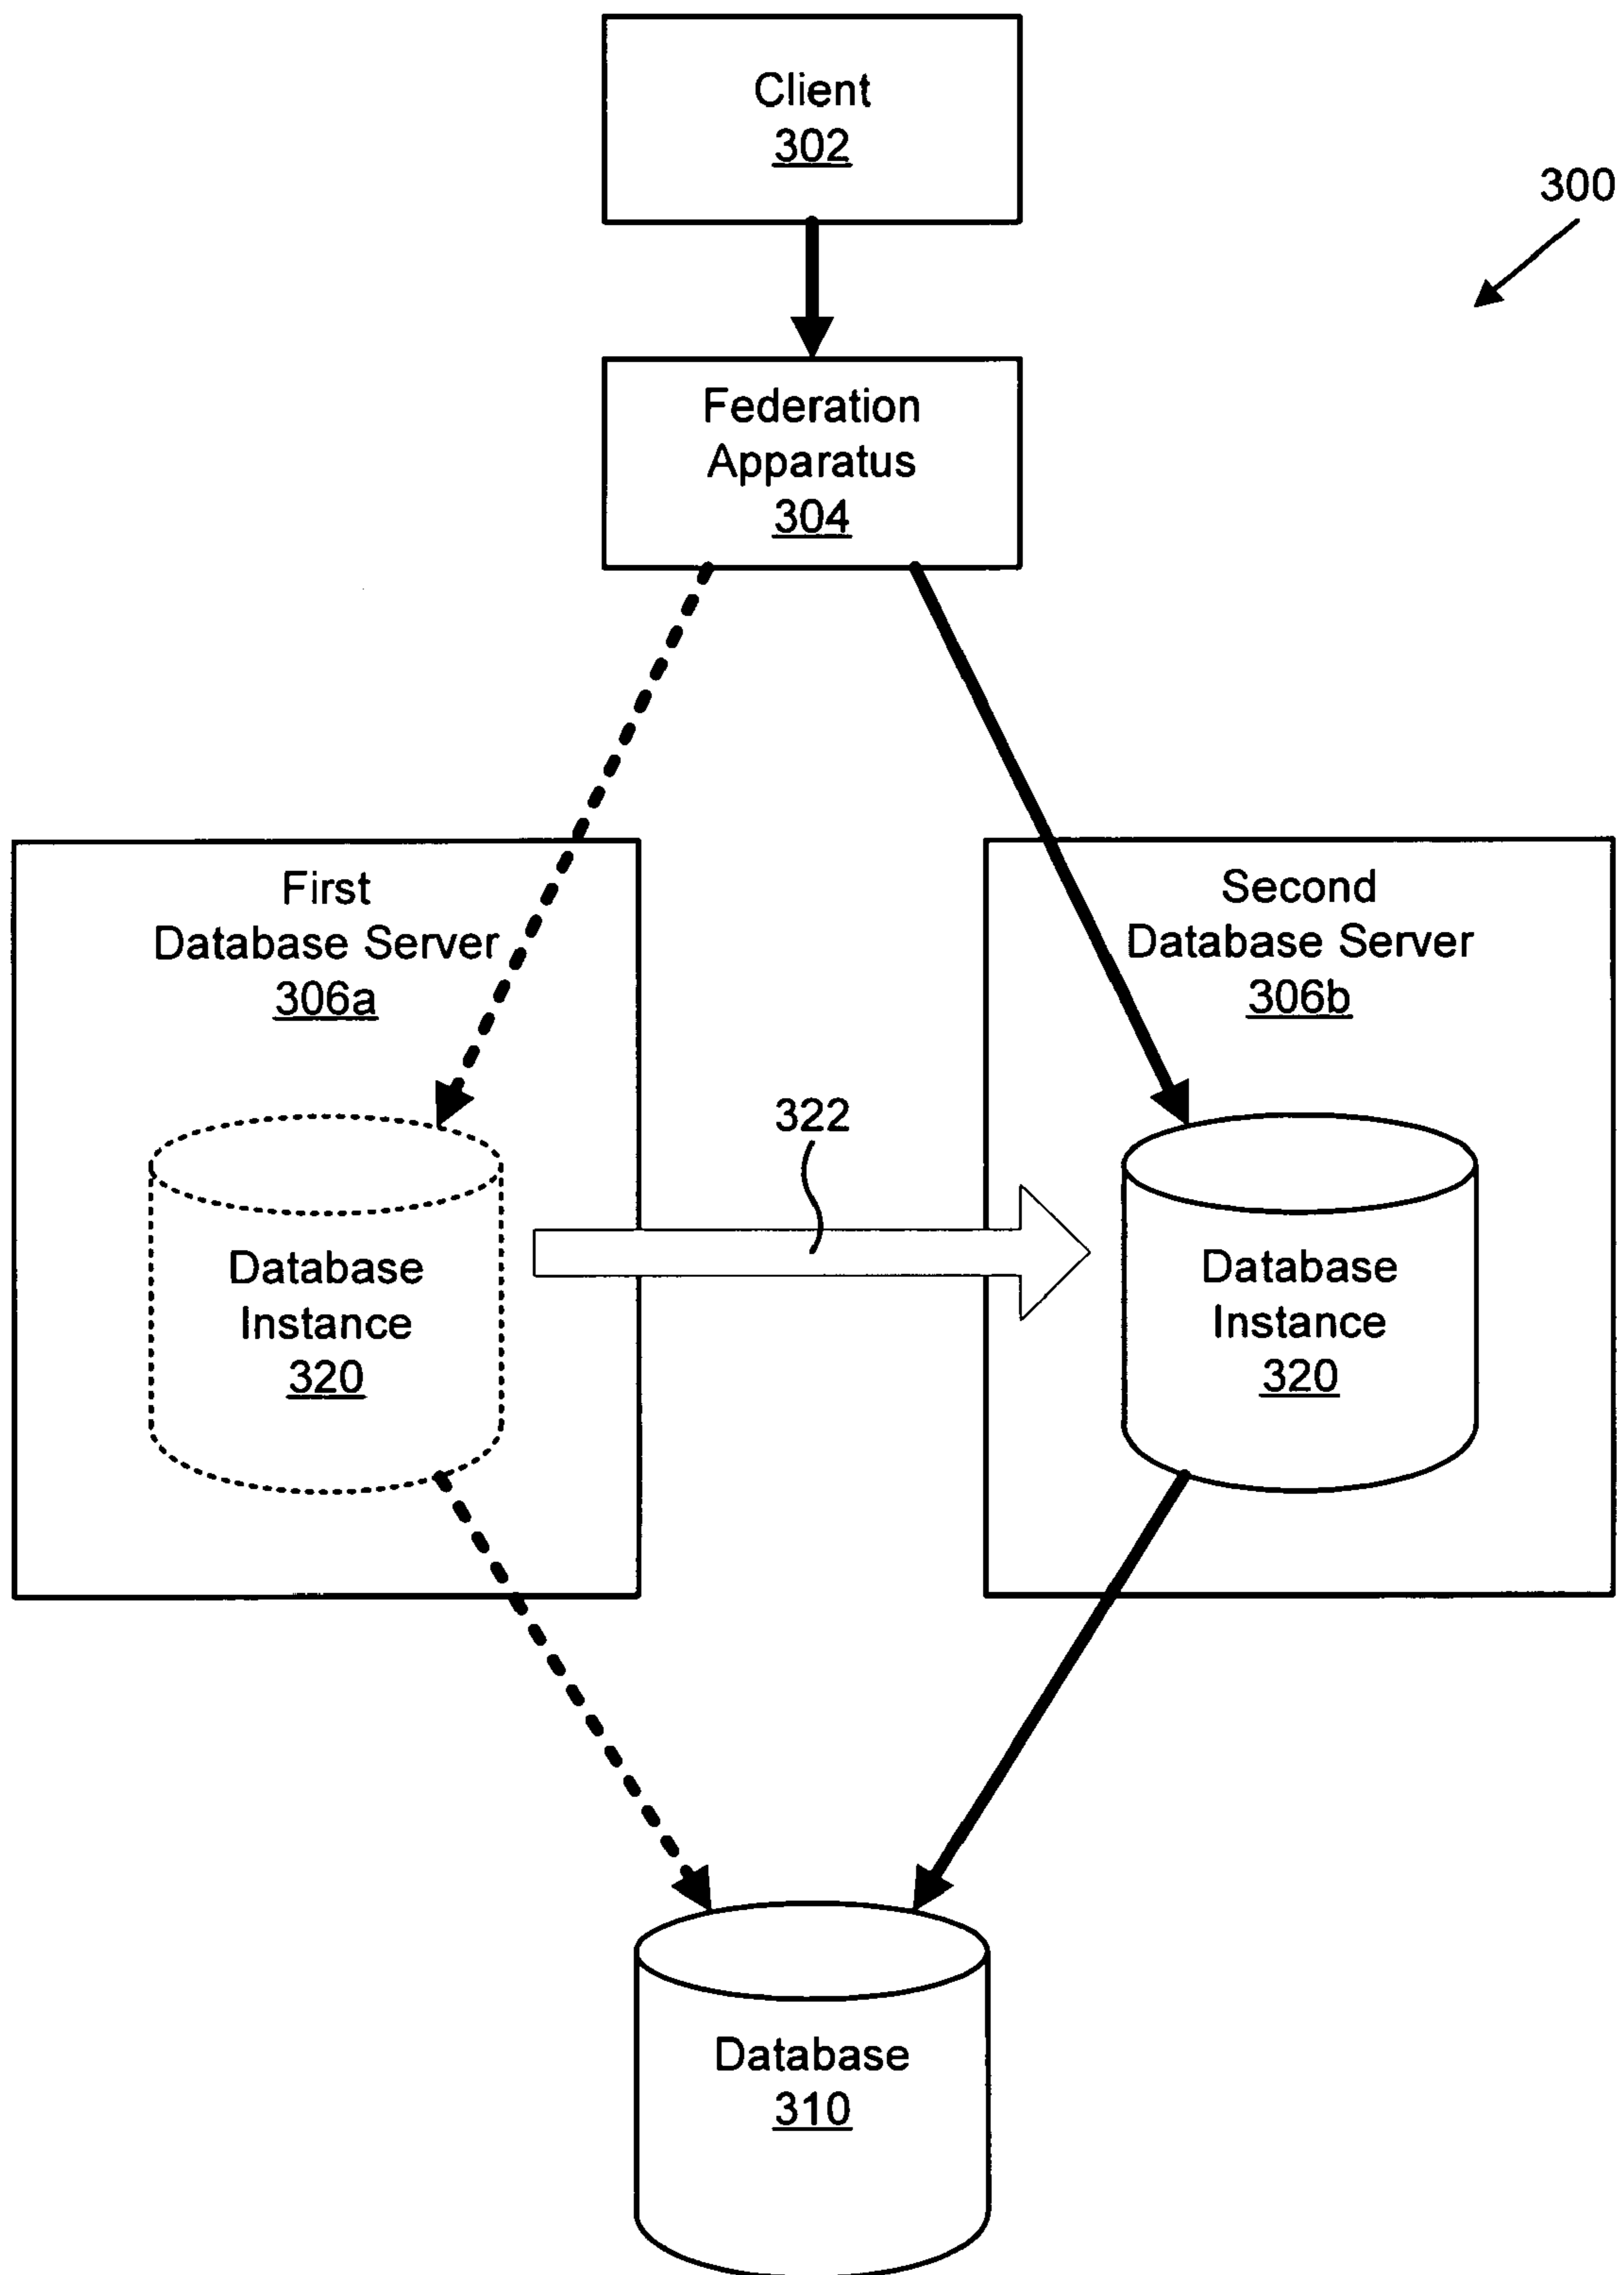 Client
302
300
Federation
Apparatus
304
First
Database Server
306a
Second
Database Server
306b
322
Database
Instance
320
Database
Instance
320
Database
310